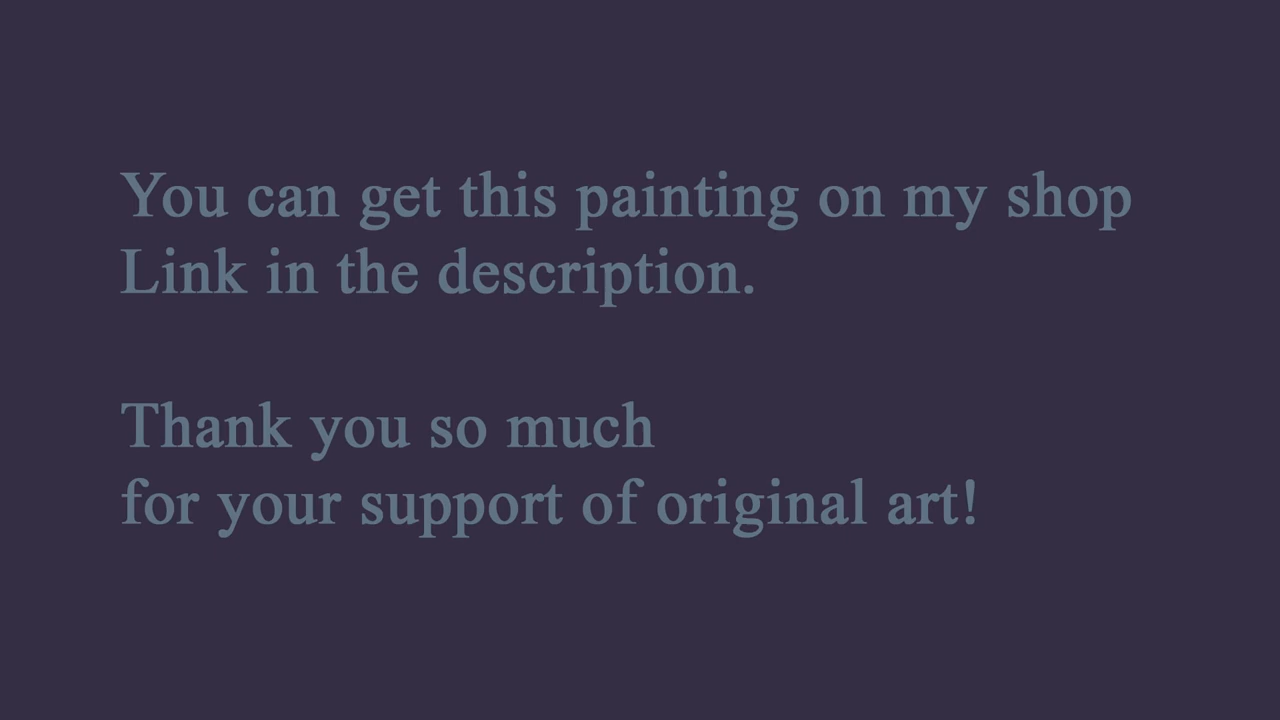 You can get this painting on my shop
Link in the description.
Thank you so much
for your support of original art!